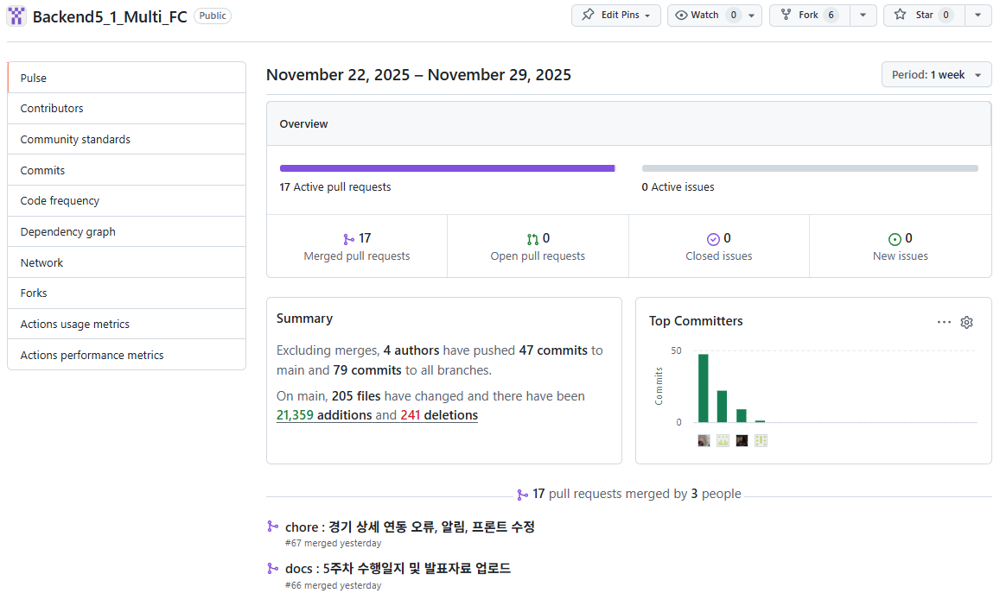 Backend5_1_Multi_FC Public
Edit Pins Watch 0 Fork 6 Star 0
Pulse
Contributors
Community standards
Commits
Code frequency
Dependency graph
Network
Forks
Actions usage metrics
Actions performance metrics
November 22, 2025 – November 29, 2025
Period: 1 week
Overview
17 Active pull requests
0 Active issues
17
Merged pull requests
0
Open pull requests
0
Closed issues
0
New issues
Summary
Excluding merges, 4 authors have pushed 47 commits to
main and 79 commits to all branches.
On main, 205 files have changed and there have been
21,359 additions and 241 deletions
Top Committers
50
Commits
0
17 pull requests merged by 3 people
chore : 경기 상세 연동 오류, 알림, 프론트 수정
#67 merged yesterday
docs : 5주차 수행일지 및 발표자료 업로드
#66 merged yesterday